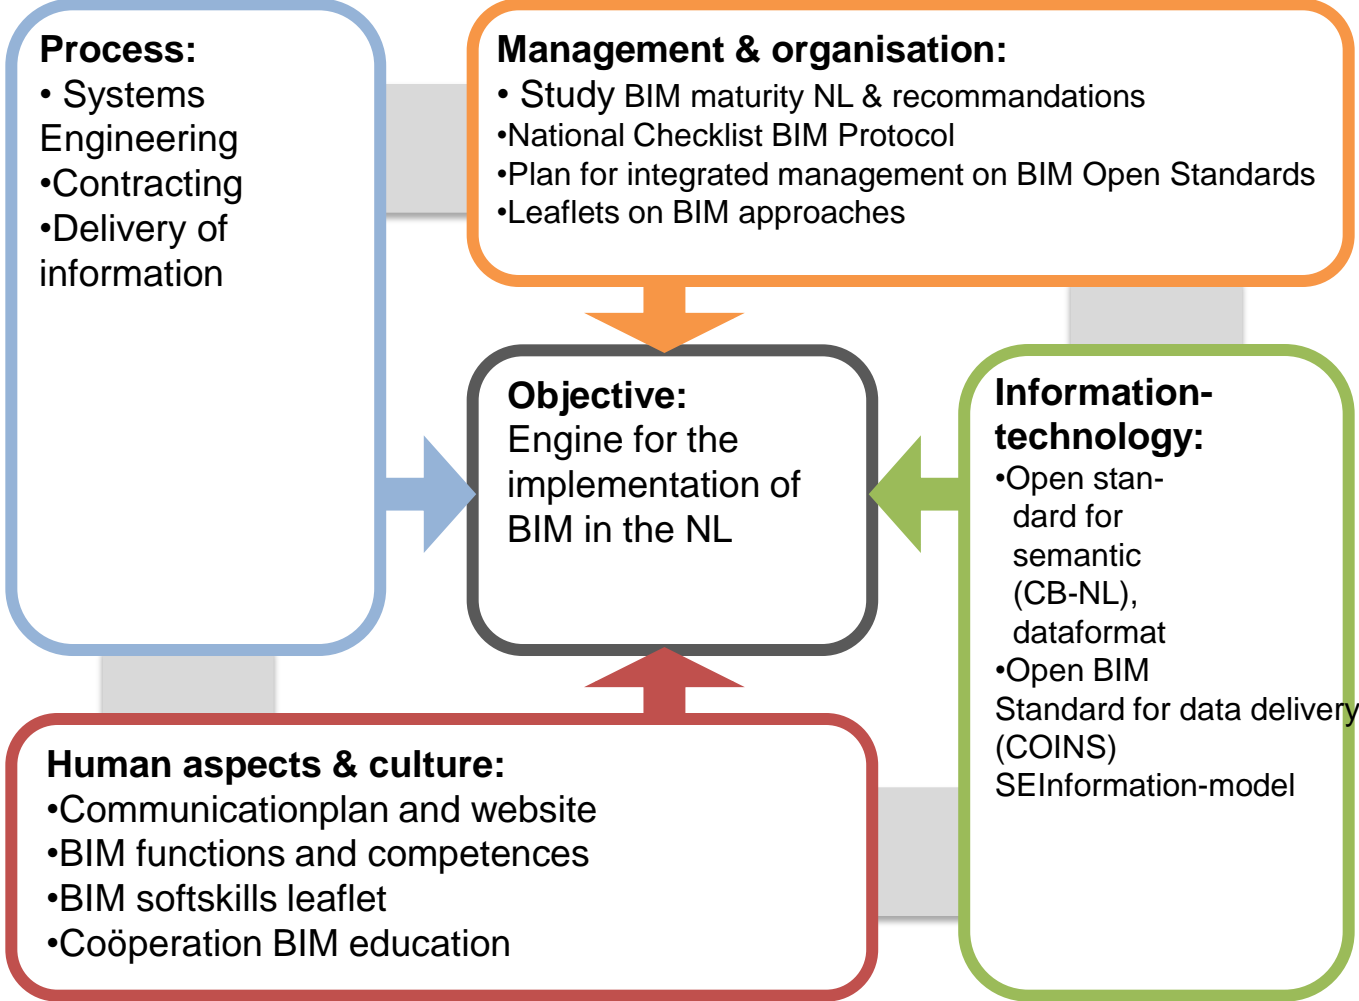 Process:
• Systems
Engineering
•Contracting
•Delivery of
information
Management & organisation:
• Study BIM maturity NL & recommandations
•National Checklist BIM Protocol
•Plan for integrated management on BIM Open Standards
•Leaflets on BIM approaches
Objective:
Engine for the
implementation of
BIM in the NL
Information-
technology:
•Open stan-
dard for
semantic
(CB-NL),
dataformat
•Open BIM
Standard for data delivery
(COINS)
SEInformation-model
Human aspects & culture:
•Communicationplan and website
•BIM functions and competences
•BIM softskills leaflet
•Coöperation BIM education